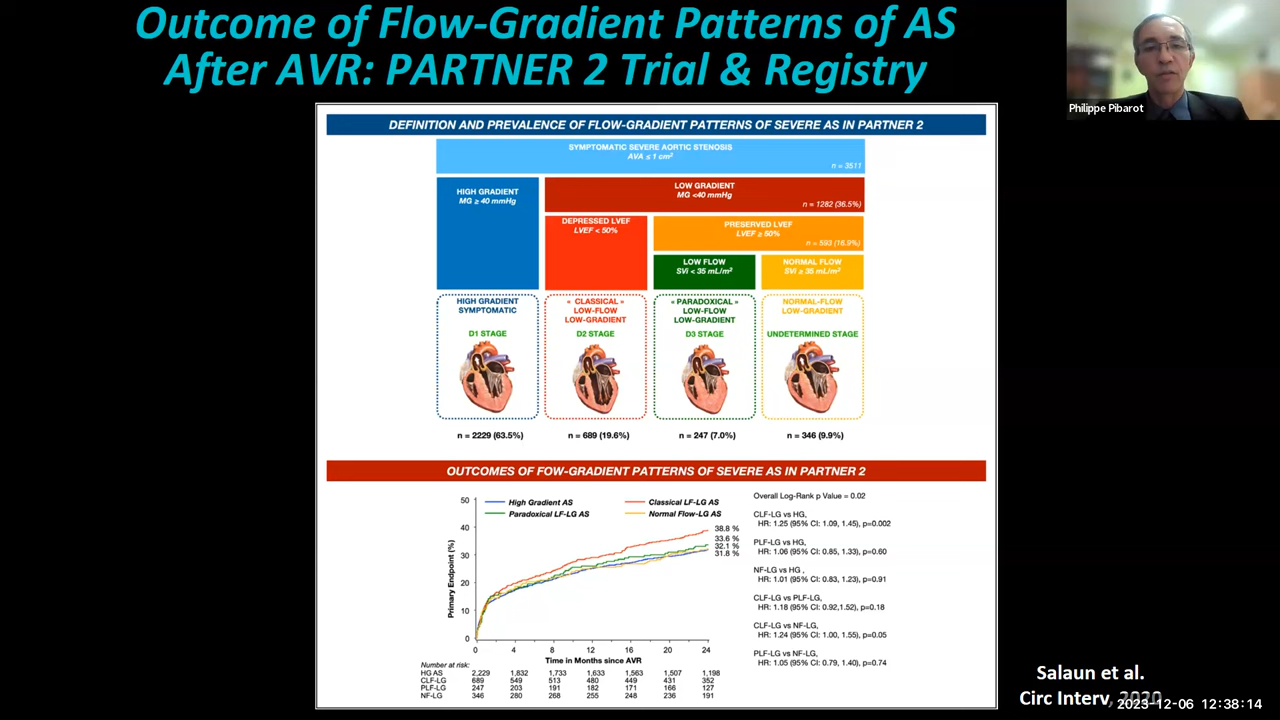 Outcome of Flow-Gradient Patterns of AS
After AVR: PARTNER 2 Trial & Registry
Philippe Pibarot
DEFINITION AND PREVALENCE OF FLOW-GRADIENT PATTERNS OF SEVERE AS IN PARTNER 2
SYMPTOMATIC SEVERE AORTIC STENOSIS
AVA ≤ 1 cm²
n = 3511
HIGH GRADIENT
MG ≥ 40 mmHg
LOW GRADIENT
MG <40 mmHg
n = 1282 (36.5%)
DEPRESSED LVEF
LVEF < 50%
PRESERVED LVEF
LVEF ≥ 50%
n = 593 (16.9%)
LOW FLOW
SVi < 35 mL/m²
NORMAL FLOW
SVi ≥ 35 mL/m²
HIGH GRADIENT
SYMPTOMATIC
D1 STAGE
« CLASSICAL »
LOW-FLOW
LOW-GRADIENT
D2 STAGE
« PARADOXICAL »
LOW-FLOW
LOW-GRADIENT
D3 STAGE
NORMAL-FLOW
LOW-GRADIENT
UNDETERMINED STAGE
n = 2229 (63.5%)
n = 689 (19.6%)
n = 247 (7.0%)
n = 346 (9.9%)
OUTCOMES OF FOW-GRADIENT PATTERNS OF SEVERE AS IN PARTNER 2
Primary Endpoint (%)
50
40
30
20
10
0
High Gradient AS
Classical LF-LG AS
Paradoxical LF-LG AS
Normal Flow-LG AS
38.8 %
33.6 %
32.1 %
31.8 %
0 4 8 12 16 20 24
Time in Months since AVR
Number at risk:
HG AS 2,229 1,832 1,733 1,633 1,563 1,507 1,198
CLF-LG 689 549 513 480 449 431 352
PLF-LG 247 203 191 182 171 166 127
NF-LG 346 280 268 255 248 236 191
Overall Log-Rank p Value = 0.02
CLF-LG vs HG,
HR: 1.25 (95% CI: 1.09, 1.45), p=0.002
PLF-LG vs HG,
HR: 1.06 (95% CI: 0.85, 1.33), p=0.60
NF-LG vs HG ,
HR: 1.01 (95% CI: 0.83, 1.23), p=0.91
CLF-LG vs PLF-LG,
HR: 1.18 (95% CI: 0.92,1.52), p=0.18
CLF-LG vs NF-LG,
HR: 1.24 (95% CI: 1.00, 1.55), p=0.05
PLF-LG vs NF-LG,
HR: 1.05 (95% CI: 0.79, 1.40), p=0.74
Salaun et al.
Circ Interv, 2020
2023-12-06 12:38:14